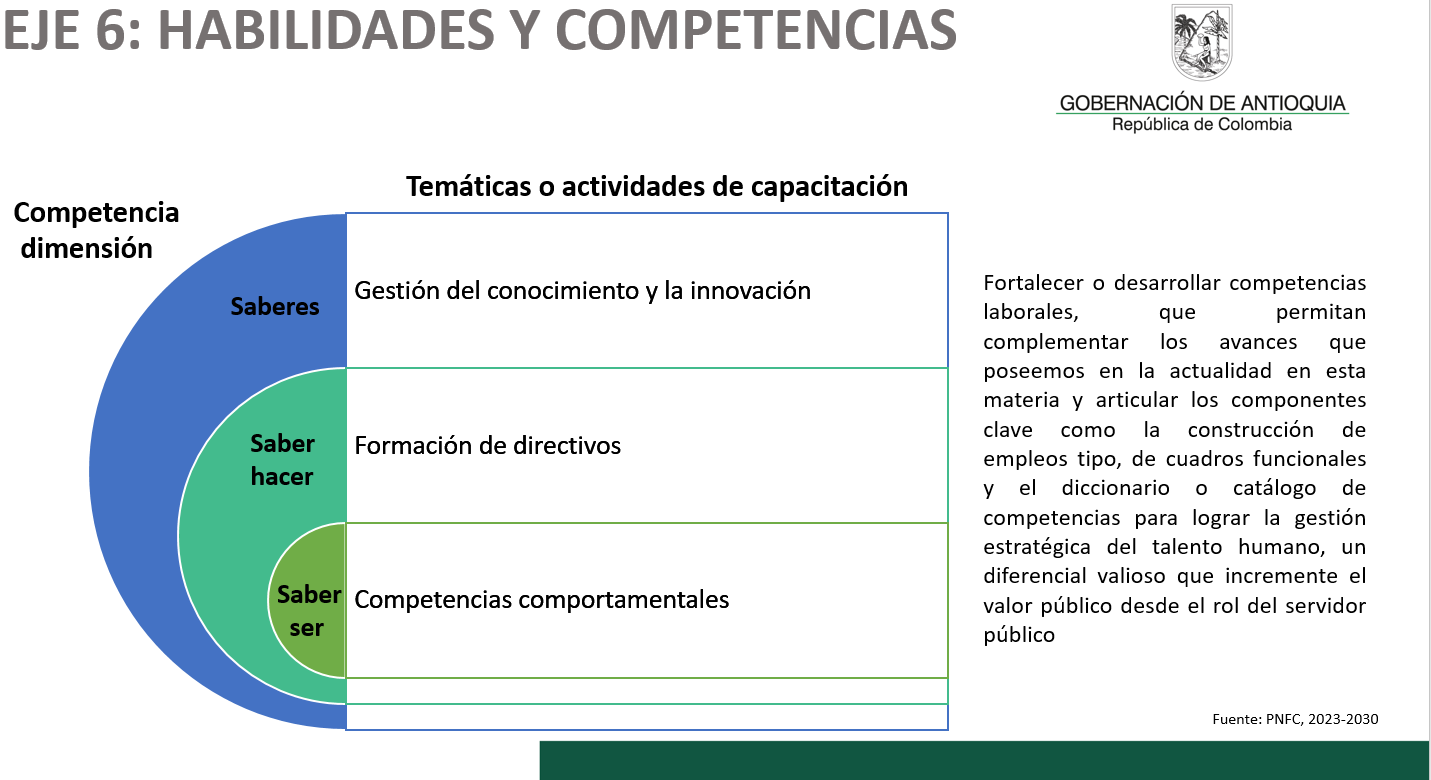 EJE 6: HABILIDADES Y COMPETENCIAS
GOBERNACIÓN DE ANTIOQUIA
República de Colombia
Temáticas o actividades de capacitación
Competencia
dimensión
Saberes
Gestión del conocimiento y la innovación
Saber
hacer
Formación de directivos
Saber
ser
Competencias comportamentales
Fortalecer o desarrollar competencias
laborales, que permitan
complementar los avances que
poseemos en la actualidad en esta
materia y articular los componentes
clave como la construcción de
empleos tipo, de cuadros funcionales
y el diccionario o catálogo de
competencias para lograr la gestión
estratégica del talento humano, un
diferencial valioso que incremente el
valor público desde el rol del servidor
público
Fuente: PNFC, 2023-2030